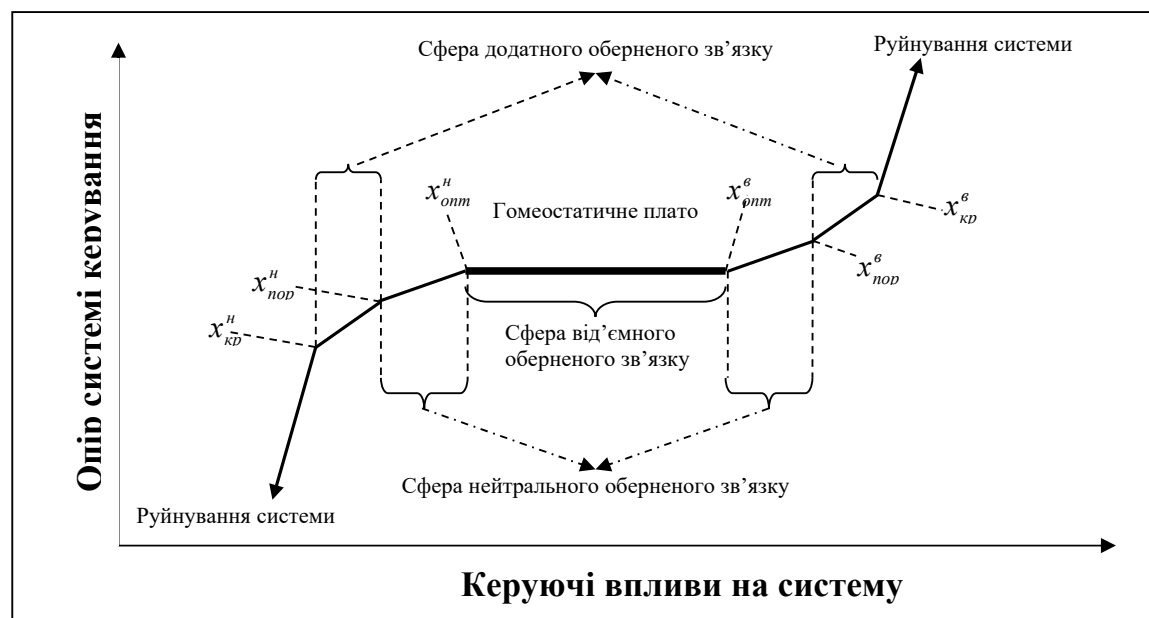 Сфера додатного оберненого зв’язку
Руйнування системи
Опір системі керування
x^н_опт
Гомеостатичне плато
x^в_опт
x^в_кр
x^в_пор
x^н_пор
x^н_кр
Сфера від’ємного
оберненого зв’язку
Сфера нейтрального оберненого зв’язку
Руйнування системи
Керуючі впливи на систему